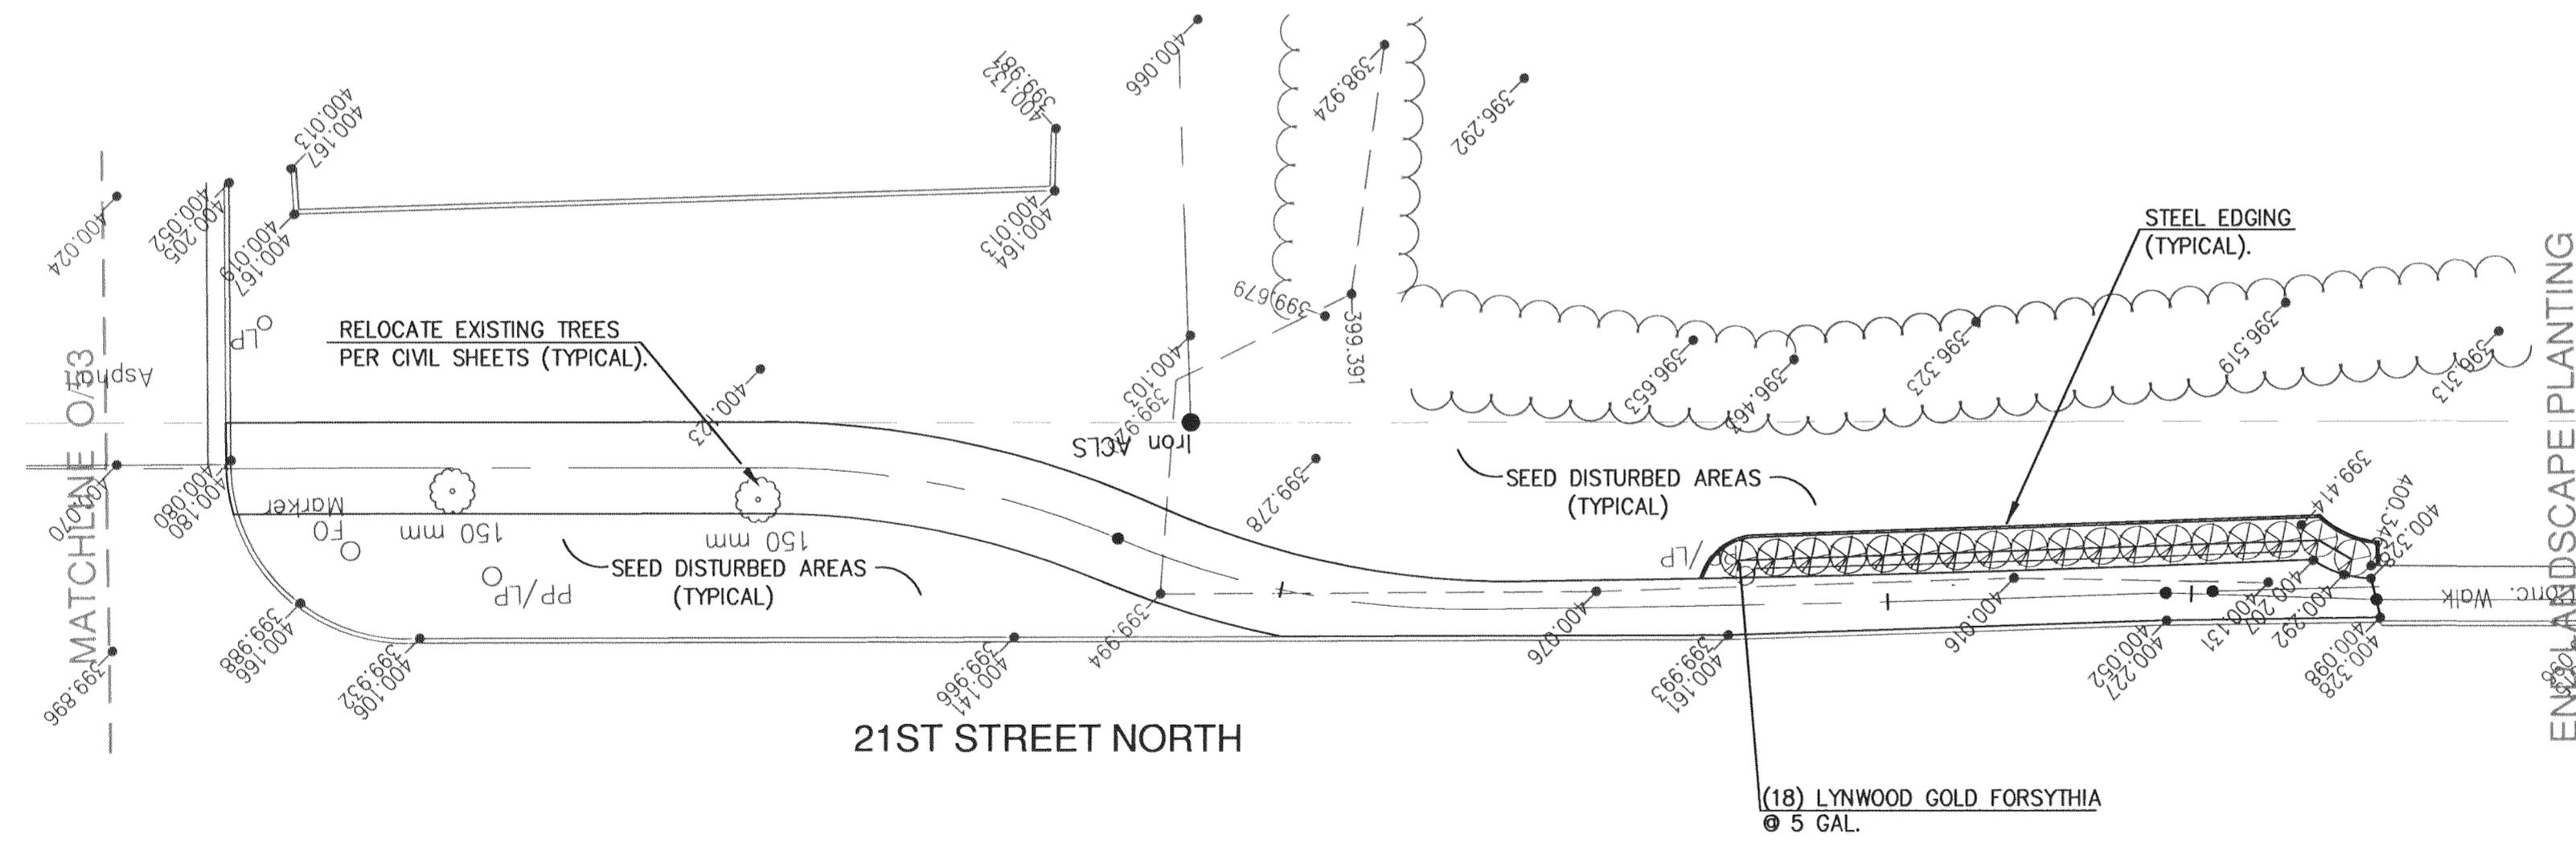 400.066
398.924
396.292
400.132
399.981
400.167
400.013
400.024
400.205
400.052
400.167
400.019
400.164
400.013
STEEL EDGING
(TYPICAL).
LP
RELOCATE EXISTING TREES
PER CIVIL SHEETS (TYPICAL).
399.679
399.391
400.103
396.653
396.463
396.323
396.519
396.313
Asphalt
MATCHLINE O/53
400.123
Iron
ACLS
399.278
SEED DISTURBED AREAS
(TYPICAL)
399.414
400.328
400.070
400.180
400.080
Marker
FO
150 mm
150 mm
PP/LP
SEED DISTURBED AREAS
(TYPICAL)
/LP
Walk
END LANDSCAPE PLANTING
399.896
400.166
399.988
400.106
399.932
400.141
399.966
399.994
400.076
400.161
399.993
400.016
400.227
400.052
400.131
400.207
400.292
400.328
400.098
21ST STREET NORTH
(18) LYNWOOD GOLD FORSYTHIA
@ 5 GAL.